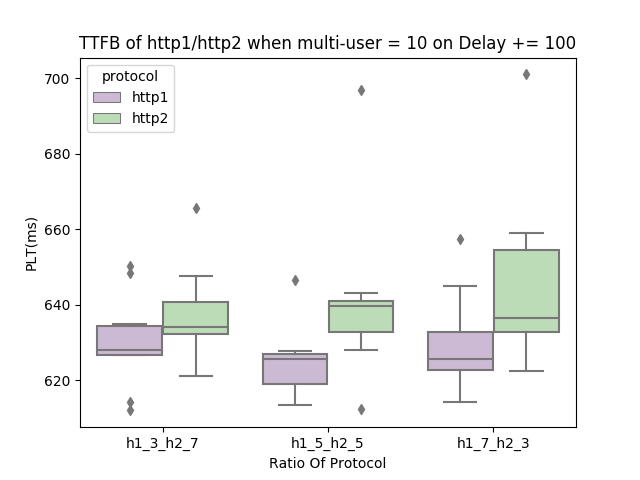 TTFB of http1/http2 when multi-user = 10 on Delay += 100
protocol
http1
http2
700
680
660
640
620
PLT(ms)
h1_3_h2_7
h1_5_h2_5
h1_7_h2_3
Ratio Of Protocol